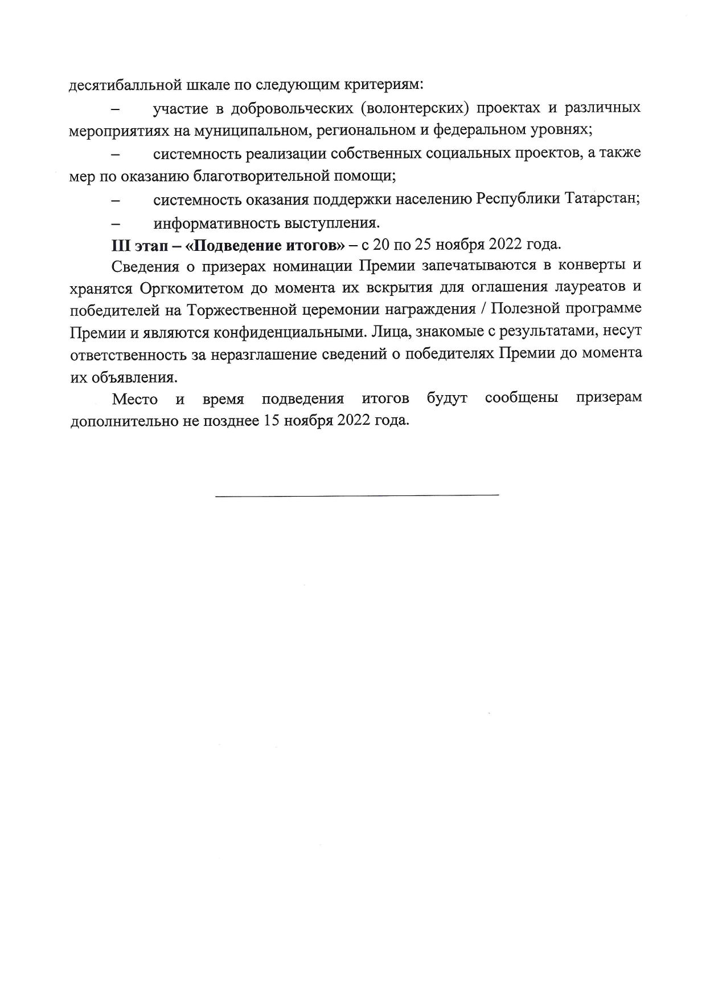 десятибалльной шкале по следующим критериям:
– участие в добровольческих (волонтерских) проектах и различных
мероприятиях на муниципальном, региональном и федеральном уровнях;
– системность реализации собственных социальных проектов, а также
мер по оказанию благотворительной помощи;
– системность оказания поддержки населению Республики Татарстан;
– информативность выступления.
III этап – «Подведение итогов» – с 20 по 25 ноября 2022 года.
Сведения о призерах номинации Премии запечатываются в конверты и
хранятся Оргкомитетом до момента их вскрытия для оглашения лауреатов и
победителей на Торжественной церемонии награждения / Полезной программе
Премии и являются конфиденциальными. Лица, знакомые с результатами, несут
ответственность за неразглашение сведений о победителях Премии до момента
их объявления.
Место и время подведения итогов будут сообщены призерам
дополнительно не позднее 15 ноября 2022 года.